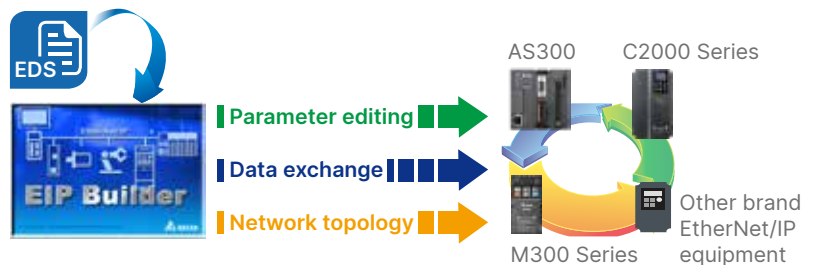 EDS
EIP Builder
Parameter editing
Data exchange
Network topology
AS300
C2000 Series
M300 Series
Other brand
EtherNet/IP
equipment